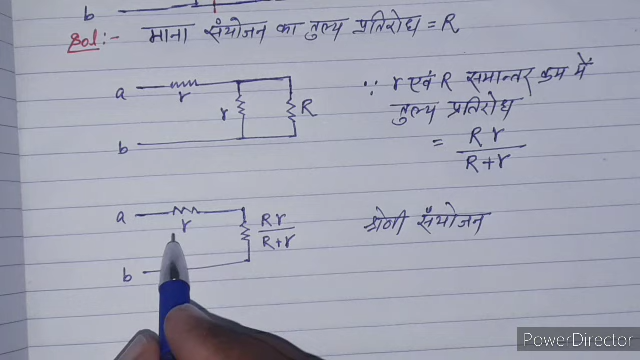 b
Sol:- माना संयोजन का तुल्य प्रतिरोध = R
a r r R
b
∵ r एवं R समान्तर क्रम में
तुल्य प्रतिरोध
= Rr/R+r
a r Rr/R+r
b
श्रेणी संयोजन
PowerDirector